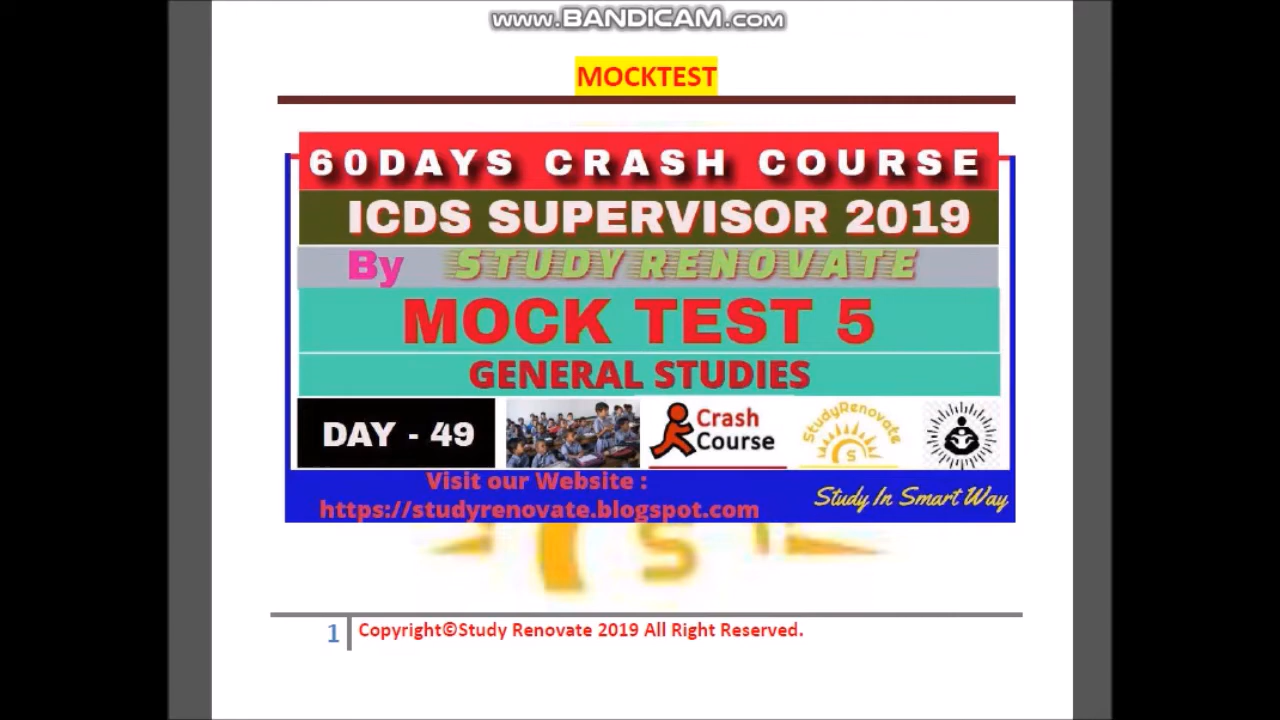 www.BANDICAM.com
MOCKTEST
60DAYS CRASH COURSE
ICDS SUPERVISOR 2019
By STUDY RENOVATE
MOCK TEST 5
GENERAL STUDIES
DAY - 49
Crash
Course
StudyRenovate
S
Visit our Website :
https://studyrenovate.blogspot.com
Study In Smart Way
S
1
Copyright©Study Renovate 2019 All Right Reserved.